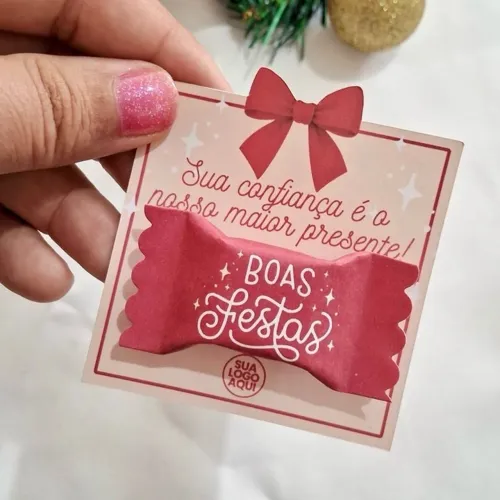 Sua confiança é o
nosso maior presente!
BOAS
Festas
SUA
LOGO
AQUI